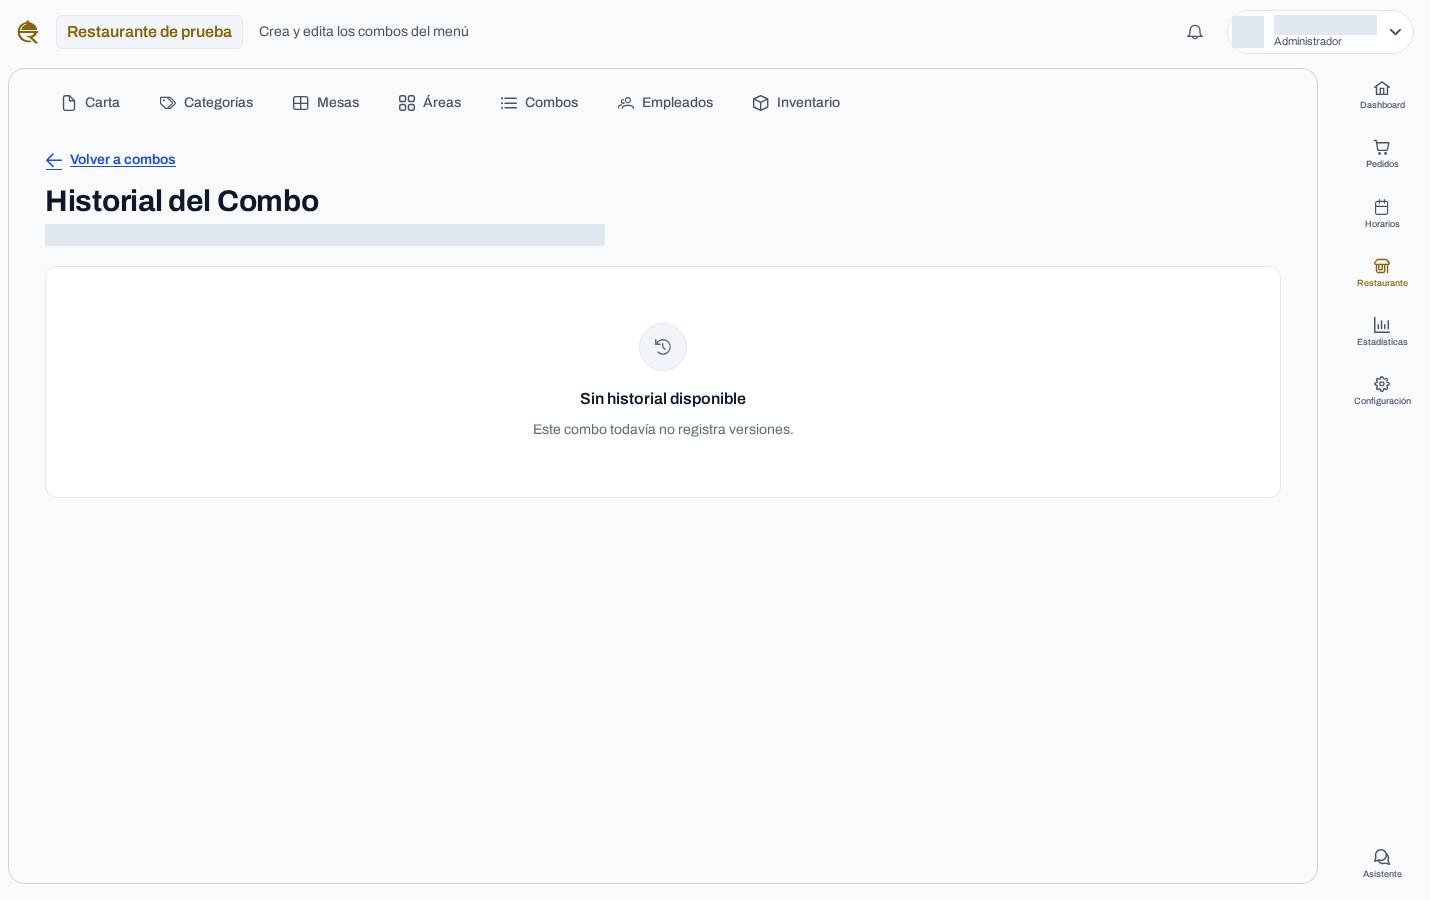 Restaurante de prueba
Crea y edita los combos del menú
Administrador
Carta
Categorías
Mesas
Áreas
Combos
Empleados
Inventario
Volver a combos
Historial del Combo
Sin historial disponible
Este combo todavía no registra versiones.
Dashboard
Pedidos
Horarios
Restaurante
Estadísticas
Configuración
Asistente